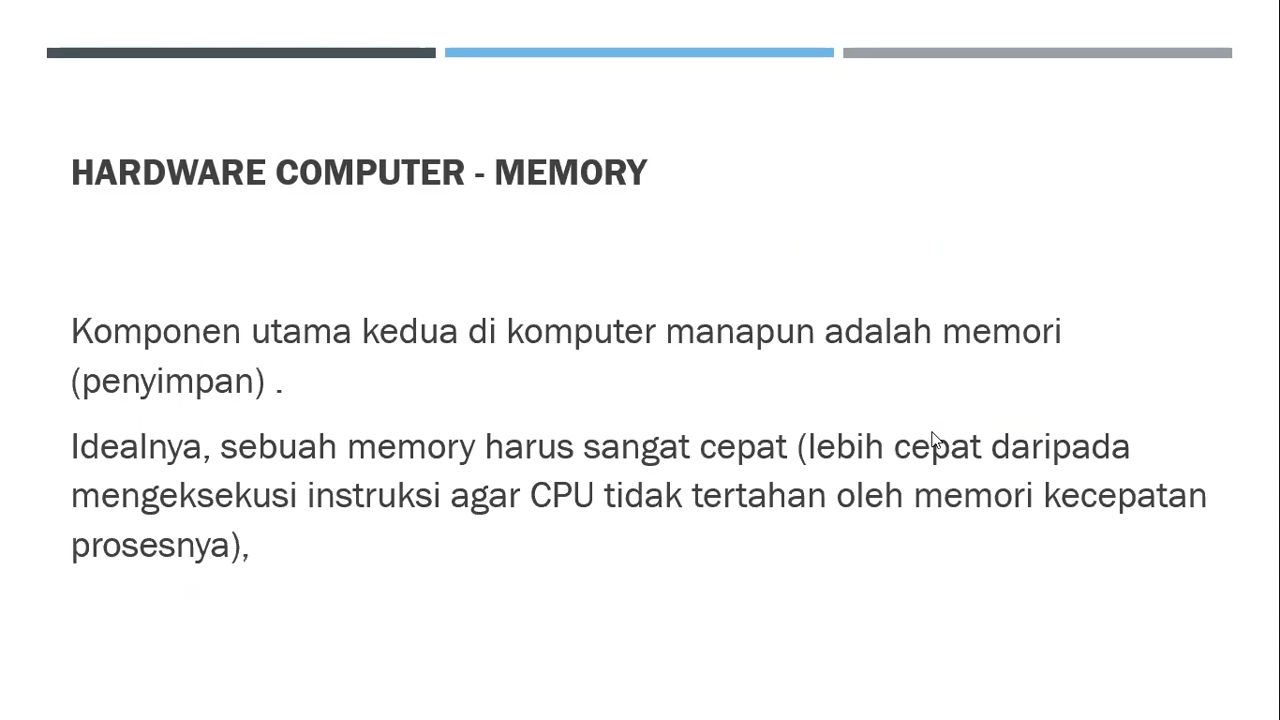 HARDWARE COMPUTER - MEMORY
Komponen utama kedua di komputer manapun adalah memori
(penyimpan) .
Idealnya, sebuah memory harus sangat cepat (lebih cepat daripada
mengeksekusi instruksi agar CPU tidak tertahan oleh memori kecepatan
prosesnya),